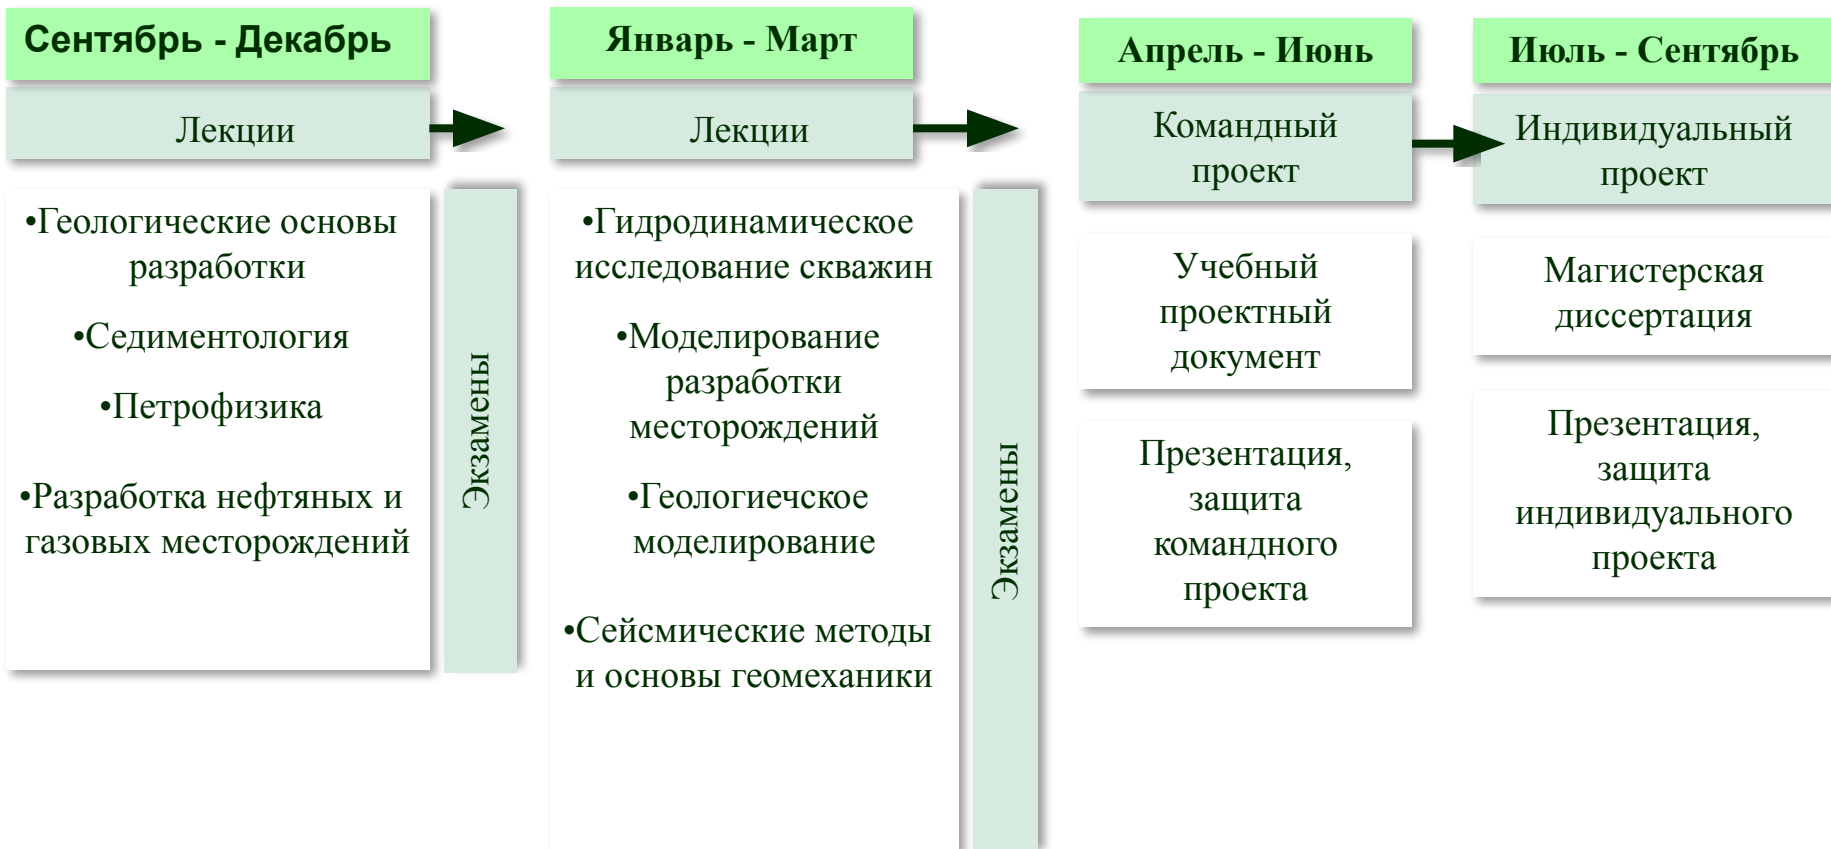 Сентябрь - Декабрь
Лекции
•Геологические основы
разработки
•Седиментология
•Петрофизика
•Разработка нефтяных и
газовых месторождений
Экзамены
Январь - Март
Лекции
•Гидродинамическое
исследование скважин
•Моделирование
разработки
месторождений
•Геологиечское
моделирование
•Сейсмические методы
и основы геомеханики
Экзамены
Апрель - Июнь
Командный
проект
Учебный
проектный
документ
Презентация,
защита
командного
проекта
Июль - Сентябрь
Индивидуальный
проект
Магистерская
диссертация
Презентация,
защита
индивидуального
проекта